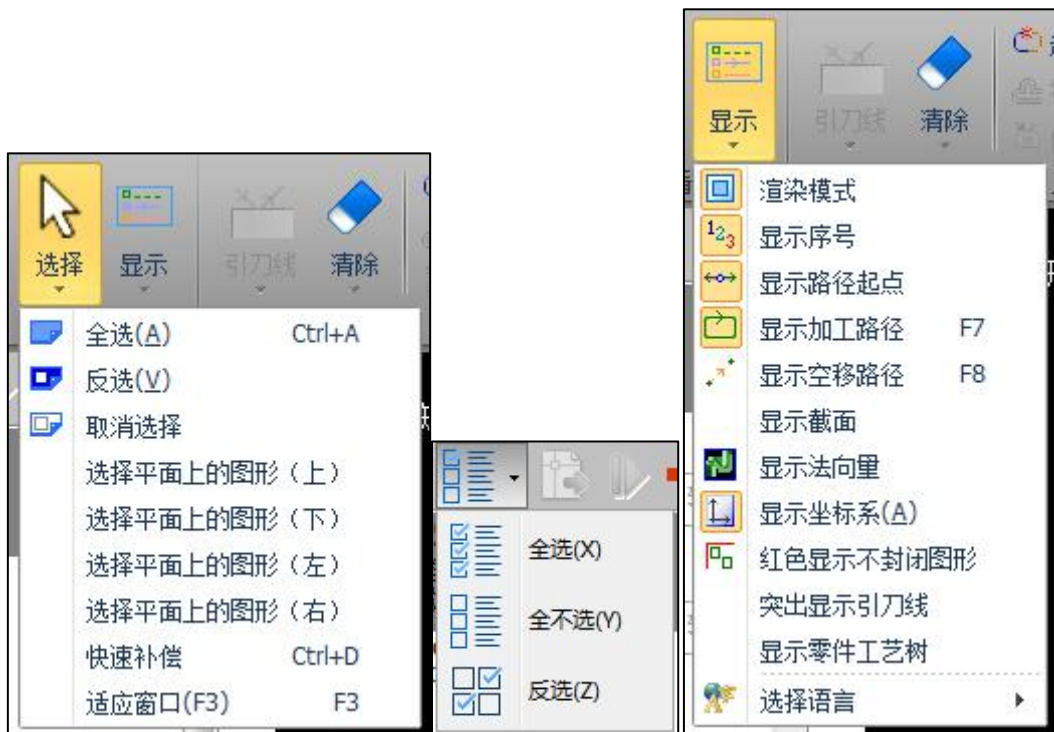 选择
显示
引刀线
清除
全选(A)
Ctrl+A
反选(V)
取消选择
选择平面上的图形（上）
选择平面上的图形（下）
选择平面上的图形（左）
选择平面上的图形（右）
快速补偿
Ctrl+D
适应窗口(F3)
F3
全选(X)
全不选(Y)
反选(Z)
显示
引刀线
清除
渲染模式
显示序号
显示路径起点
显示加工路径
F7
显示空移路径
F8
显示截面
显示法向量
显示坐标系(A)
红色显示不封闭图形
突出显示引刀线
显示零件工艺树
选择语言